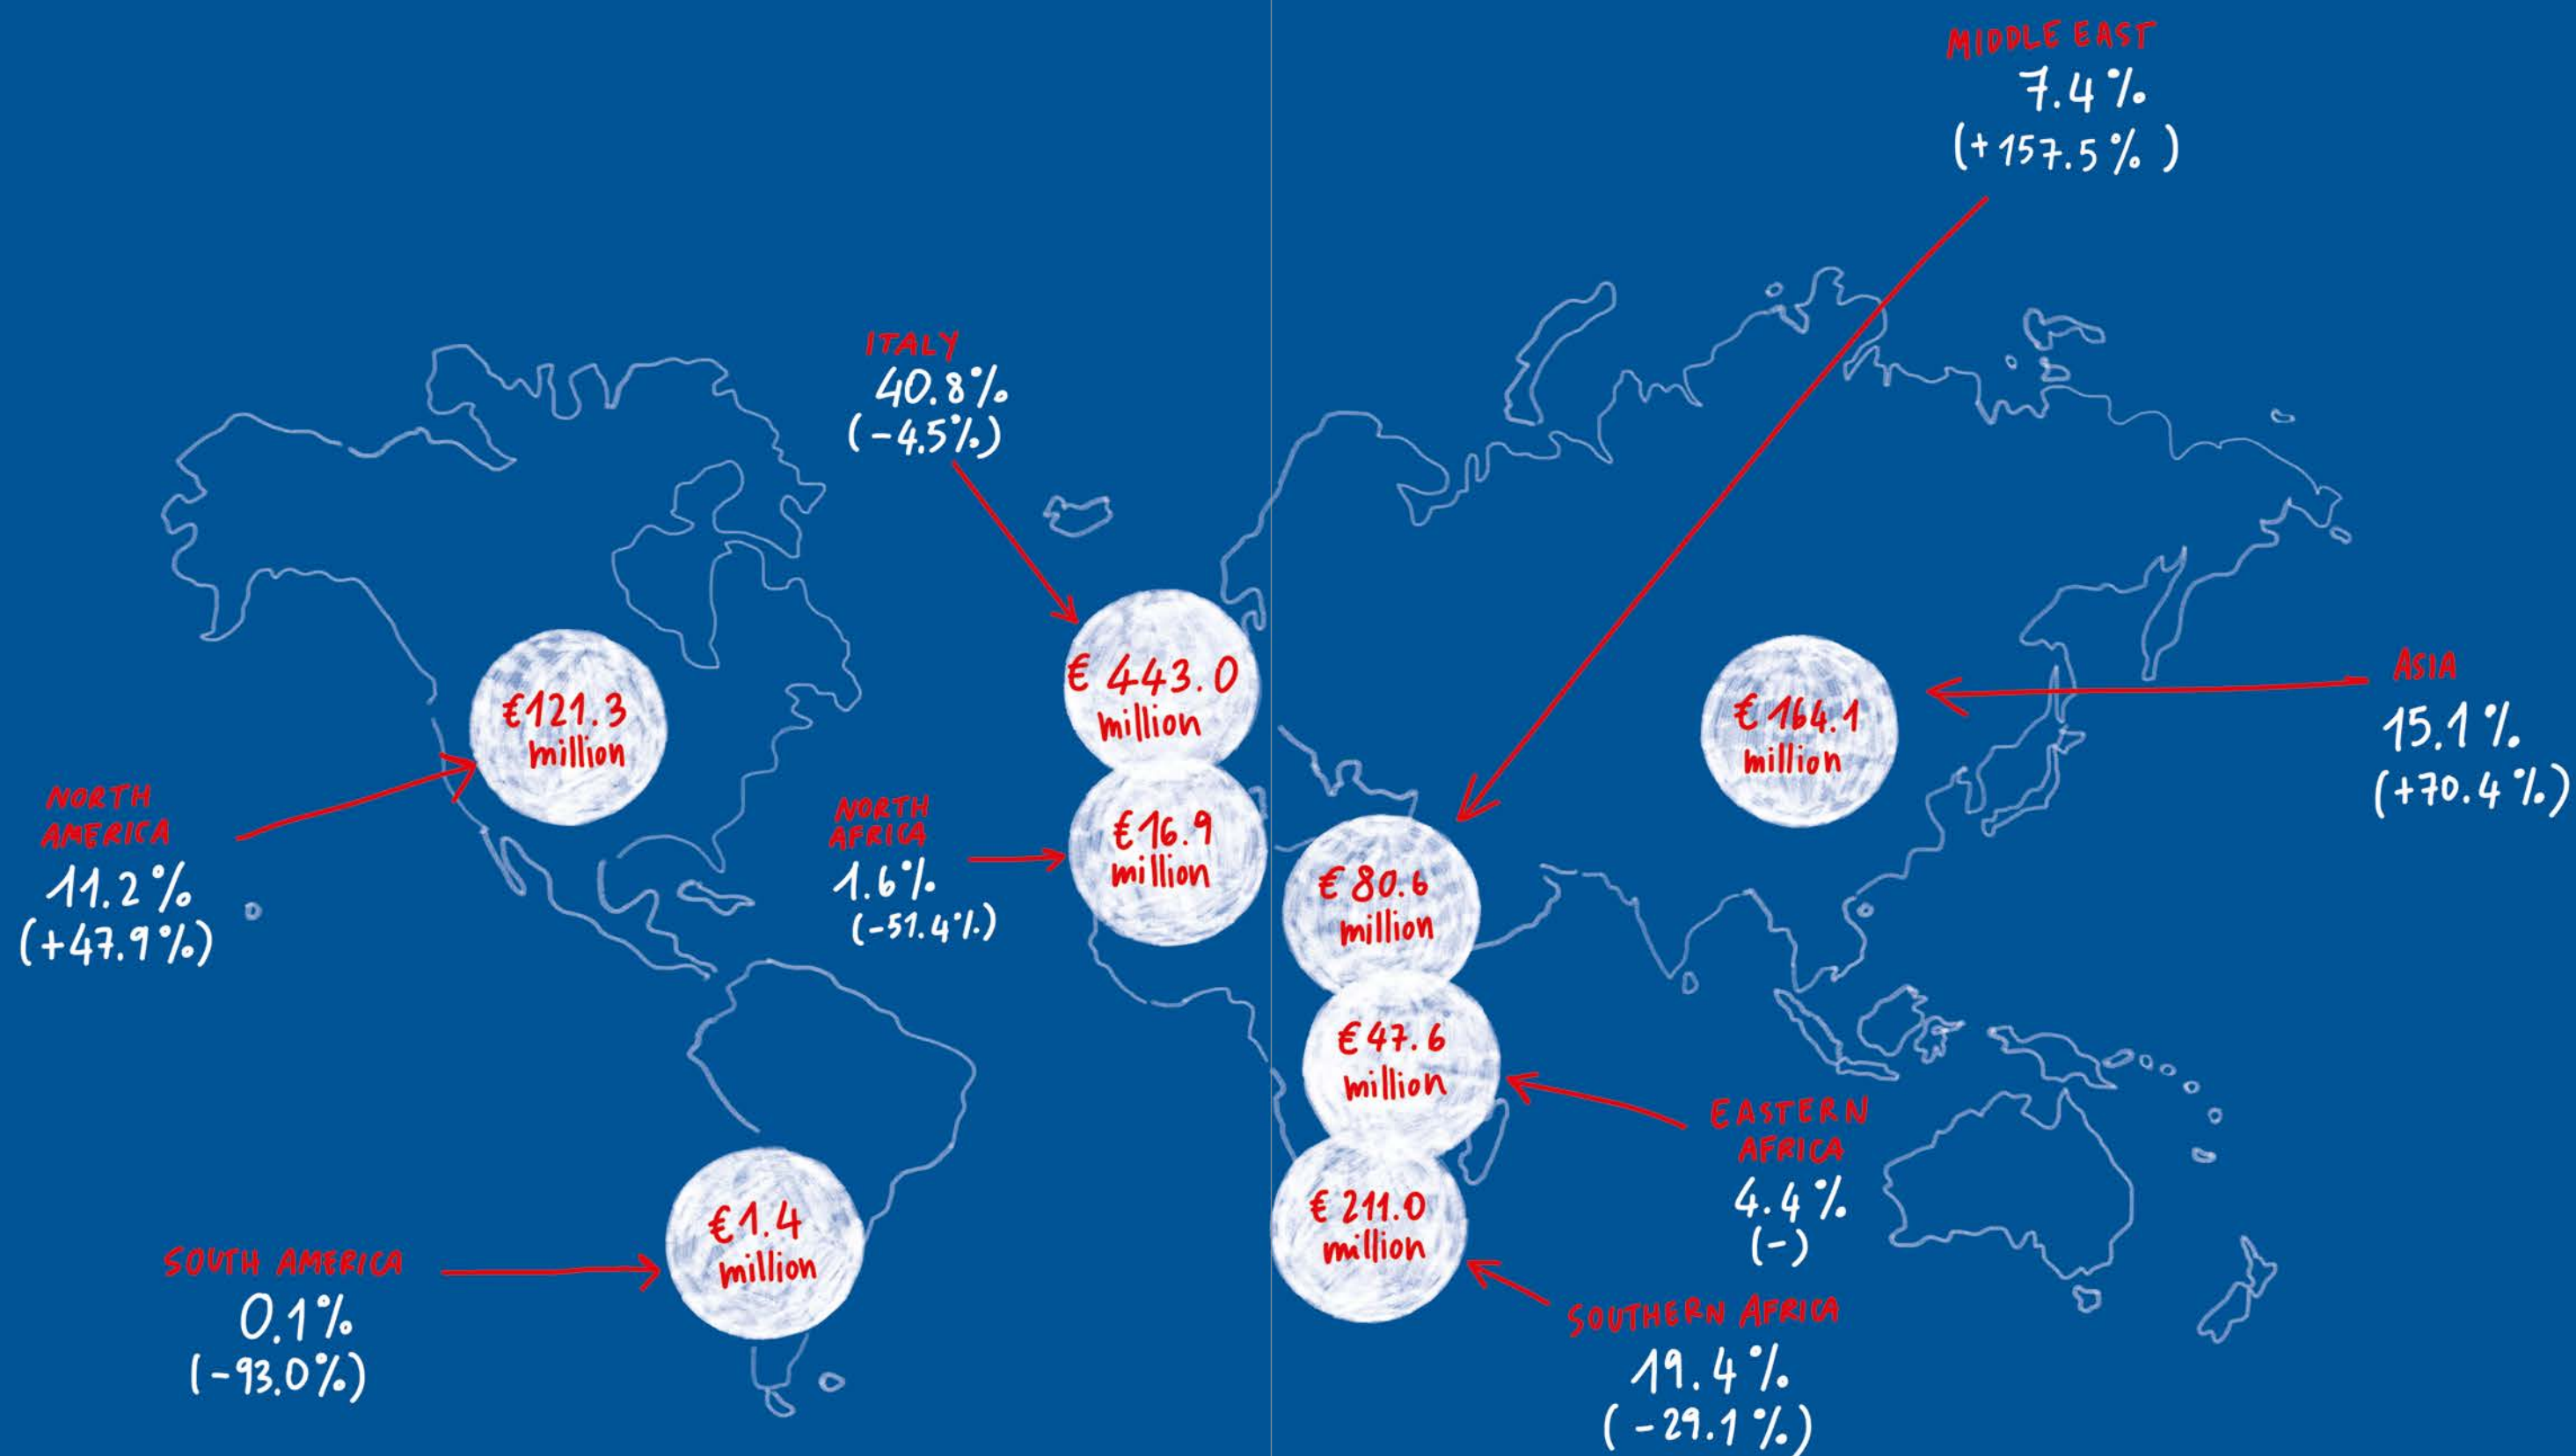 MIDDLE EAST
7.4%
(+157.5%)
ITALY
40.8%
(-4.5%)
€ 443.0
million
€121.3
million
€ 164.1
million
ASIA
15.1%
(+70.4%)
NORTH
AMERICA
11.2%
(+47.9%)
NORTH
AFRICA
1.6%
(-51.4%)
€16.9
million
€ 80.6
million
€47.6
million
EASTERN
AFRICA
4.4%
(-)
€ 211.0
million
€1.4
million
SOUTH AMERICA
0.1%
(-93.0%)
SOUTHERN AFRICA
19.4%
(-29.1%)